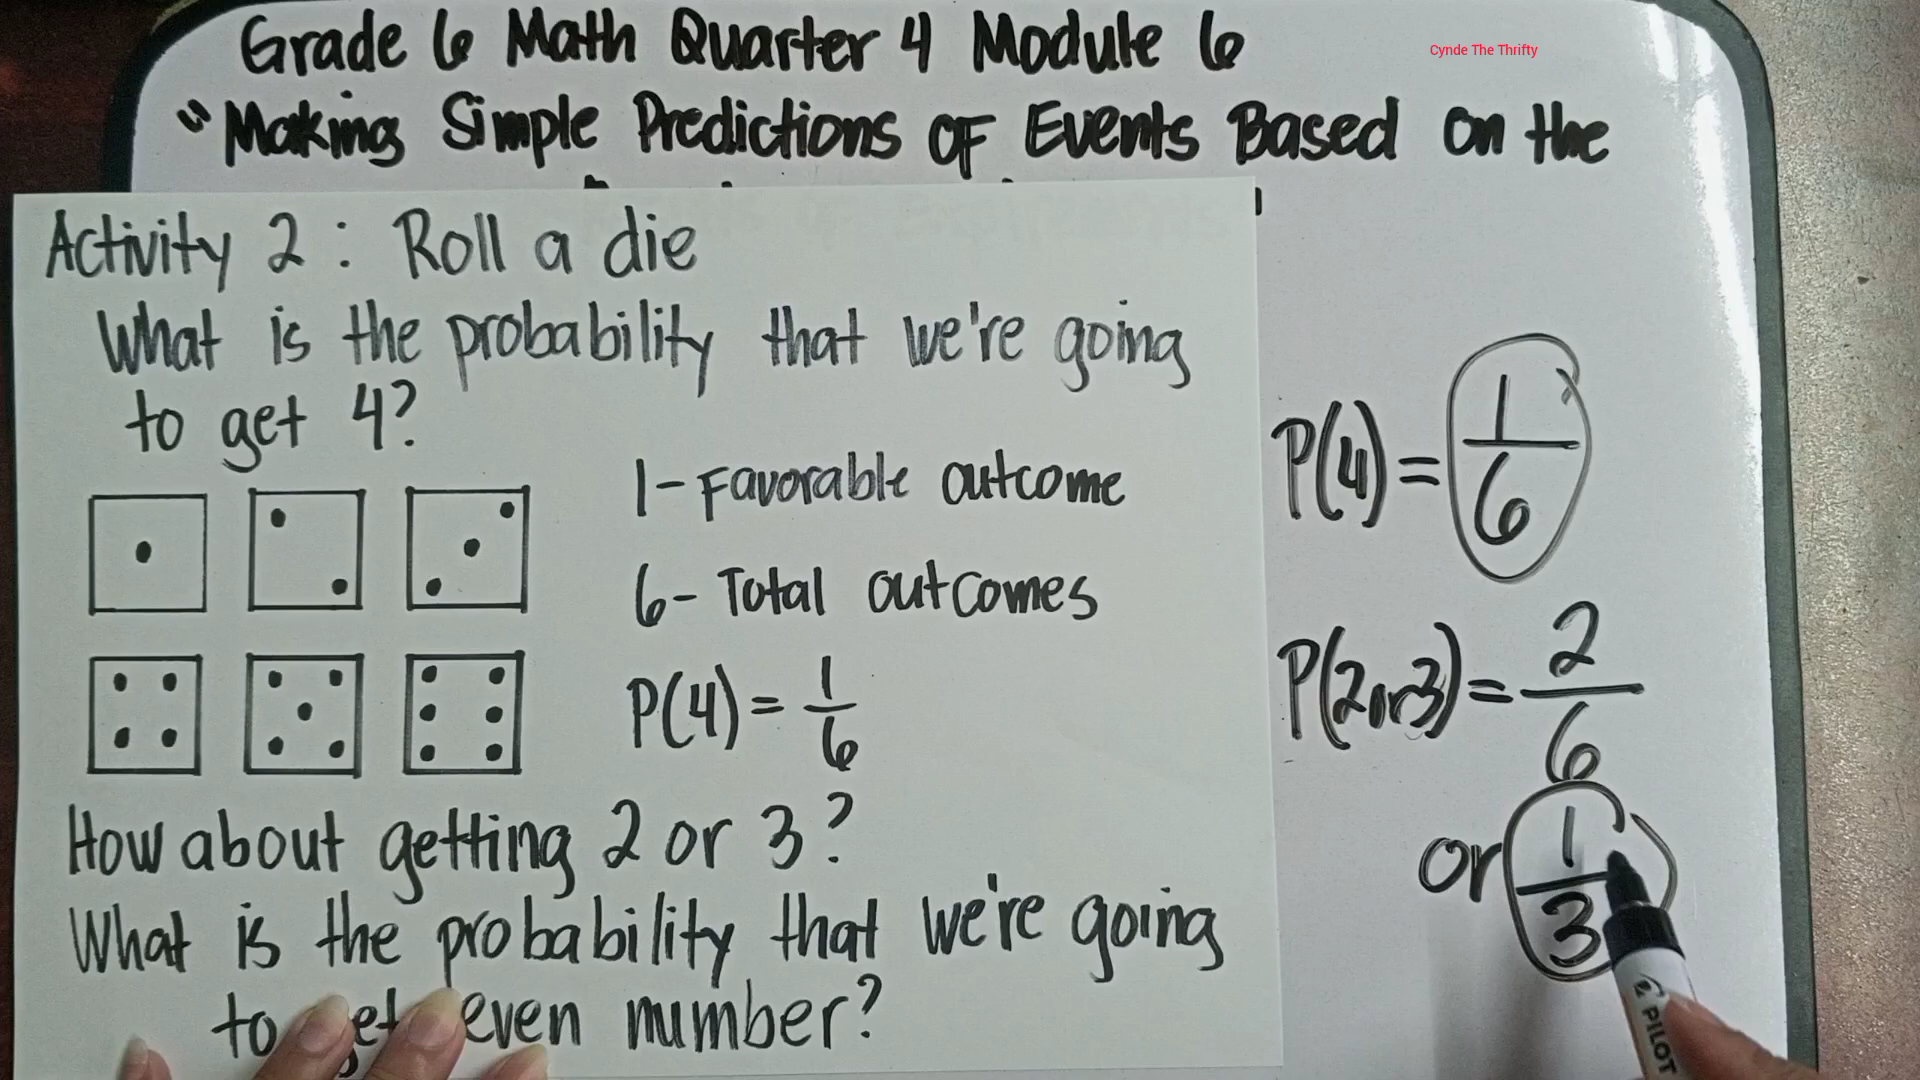 Grade 6 Math Quarter 4 Module 6
Cynde The Thrifty
"Making Simple Predictions OF Events Based on the
Activity 2 : Roll a die
What is the probability that we're going
to get 4?
1 - Favorable outcome
6 - Total outcomes
P(4) = 1/6
How about getting 2 or 3?
What is the probability that we're going
to get even number?
P(4) = 1/6
P(2 or 3) = 2/6
or 1/3
PILOT